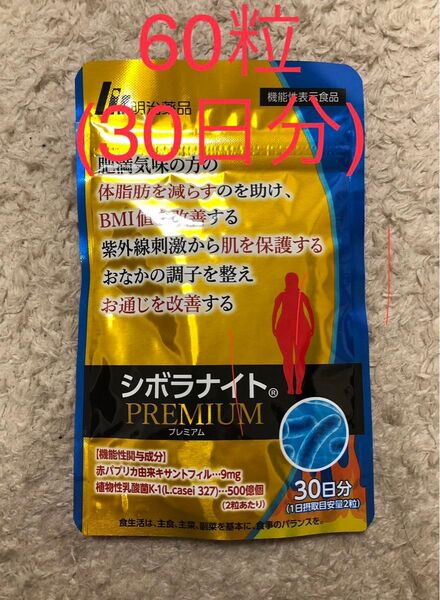 60粒
(30日分)
明治薬品
機能性表示食品
肥満気味の方の
体脂肪を減らすのを助け、
BMI値を改善する
紫外線刺激から肌を保護する
おなかの調子を整え
お通じを改善する
シボラナイト®
PREMIUM
プレミアム
【機能性関与成分】
赤パプリカ由来キサントフィル…9mg
植物性乳酸菌K-1(L.casei 327)…500億個
(2粒あたり)
30日分
(1日摂取目安量2粒)
食生活は、主食、主菜、副菜を基本に、食事のバランスを。